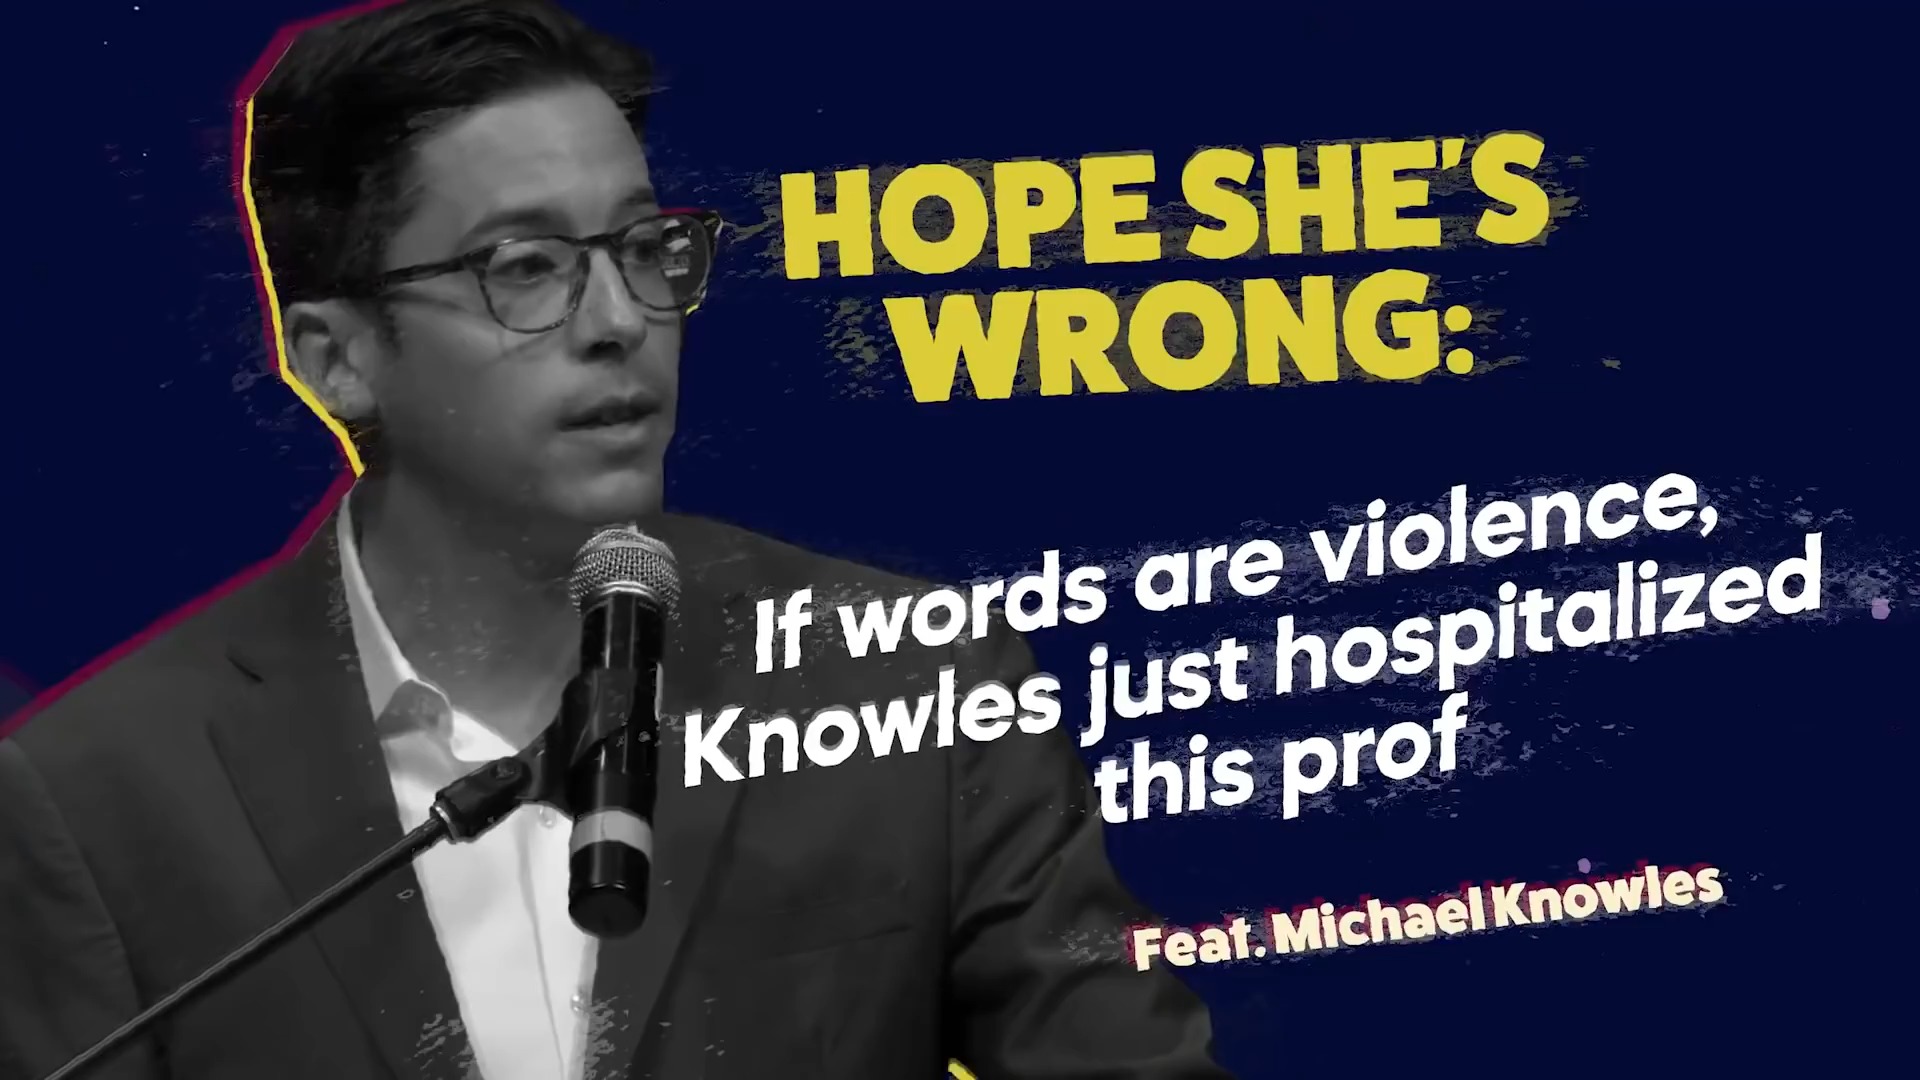 HOPE SHE'S
WRONG:
If words are violence,
Knowles just hospitalized
this prof
Feat. Michael Knowles